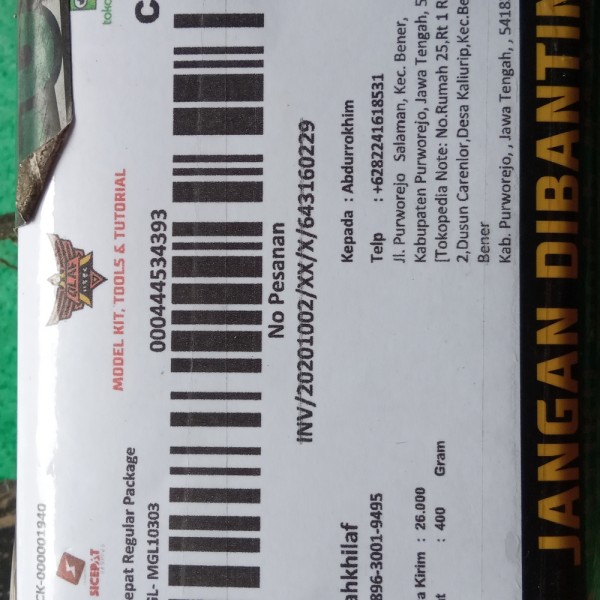 CK-000001940
SICEPAT
MODEL KIT, TOOLS & TUTORIAL
epat Regular Package
GL- MGL10303
000444534393
No Pesanan
INV/20201002/XX/X/643160229
ahkhilaf
896-3001-9495
a Kirim : 26.000
at : 400 Gram
Kepada : Abdurrokhim
Telp : +6282241618531
Jl. Purworejo Salaman, Kec. Bener,
Kabupaten Purworejo, Jawa Tengah, 5
[Tokopedia Note: No.Rumah 25,Rt 1 R
2,Dusun Carenlor,Desa Kaliurip,Kec.Be
Bener
Kab. Purworejo, , Jawa Tengah, , 5418
JANGAN DIBANTIN